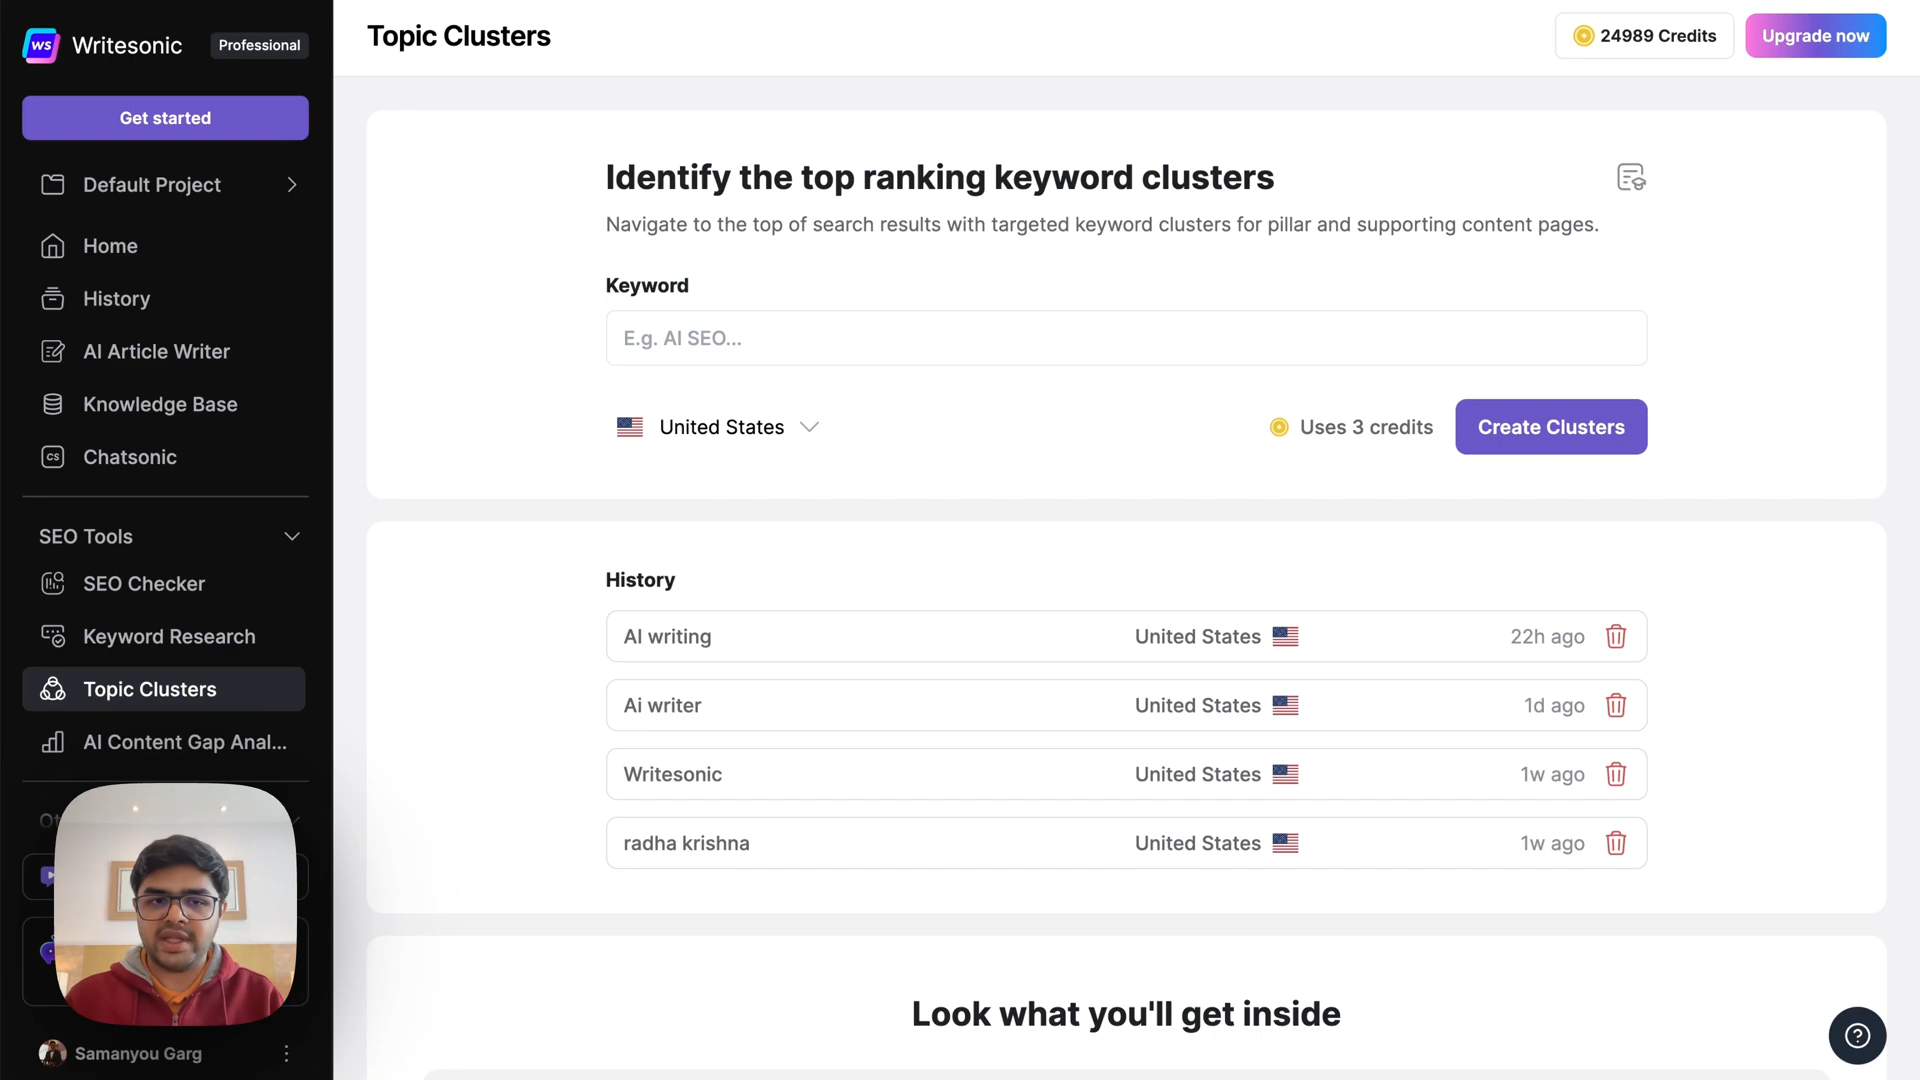 WS Writesonic Professional
Get started
Default Project
Home
History
AI Article Writer
Knowledge Base
CS Chatsonic
SEO Tools
SEO Checker
Keyword Research
Topic Clusters
AI Content Gap Anal...
Samanyou Garg
Topic Clusters
24989 Credits
Upgrade now
Identify the top ranking keyword clusters
Navigate to the top of search results with targeted keyword clusters for pillar and supporting content pages.
Keyword
E.g. AI SEO...
United States
Uses 3 credits
Create Clusters
History
AI writing United States 22h ago
Ai writer United States 1d ago
Writesonic United States 1w ago
radha krishna United States 1w ago
Look what you'll get inside